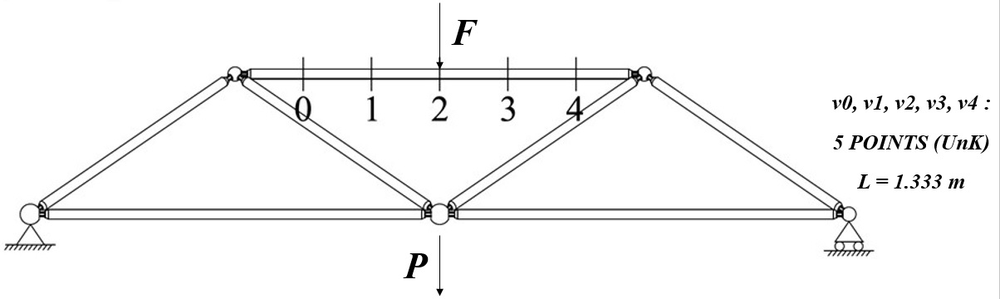 F
0 1 2 3 4
v0, v1, v2, v3, v4 :
5 POINTS (UnK)
L = 1.333 m
P